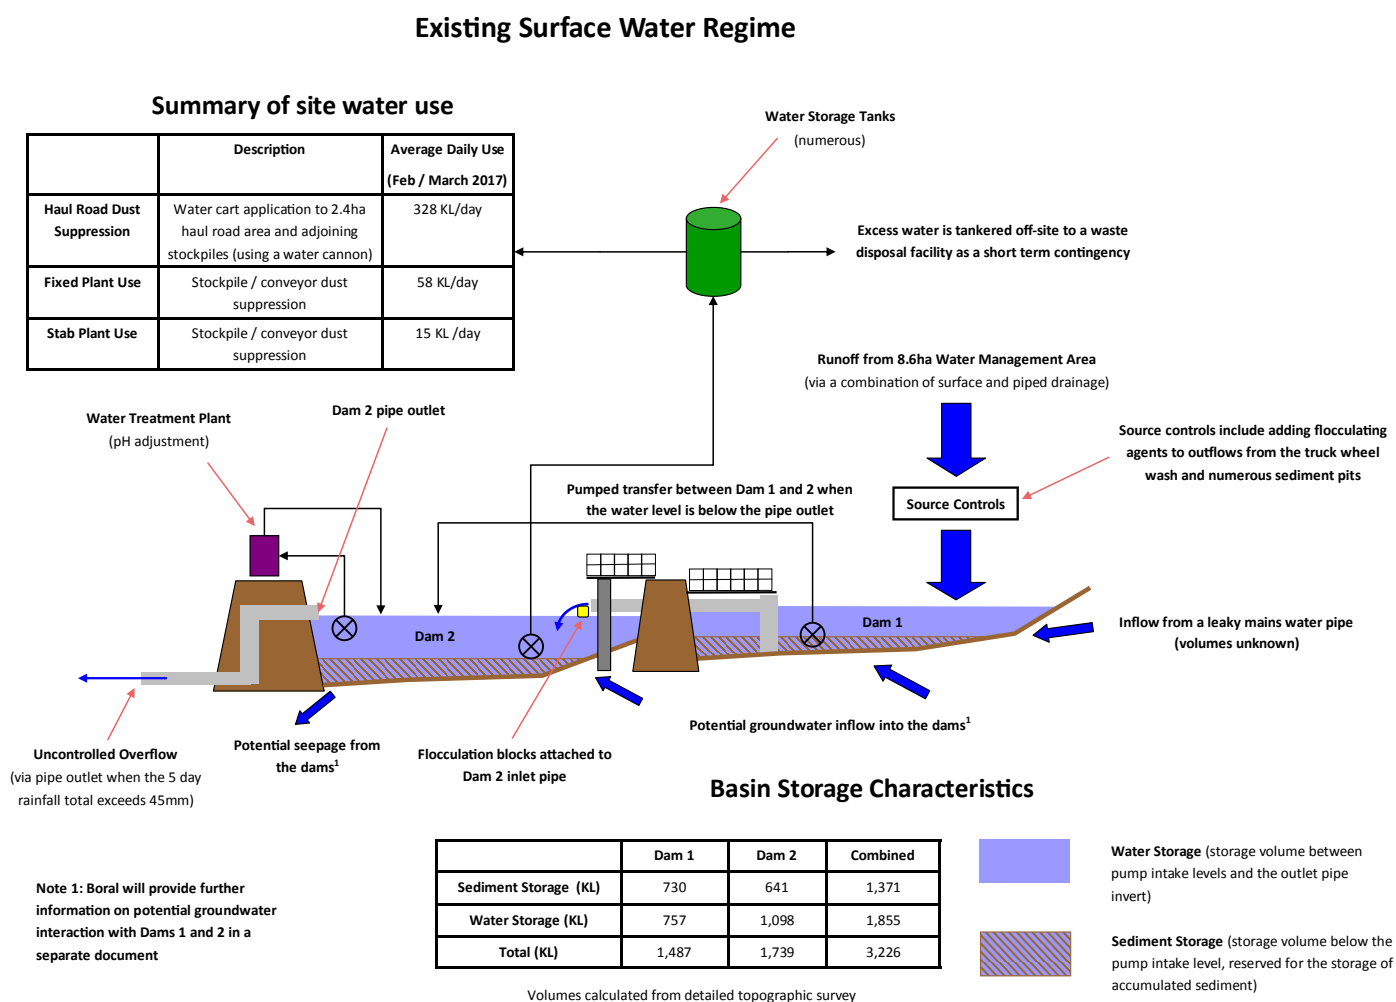 Existing Surface Water Regime
Summary of site water use
Description
Average Daily Use
(Feb / March 2017)
Haul Road Dust
Suppression
Water cart application to 2.4ha
haul road area and adjoining
stockpiles (using a water cannon)
328 KL/day
Fixed Plant Use
Stockpile / conveyor dust
suppression
58 KL/day
Stab Plant Use
Stockpile / conveyor dust
suppression
15 KL /day
Water Storage Tanks
(numerous)
Excess water is tankered off-site to a waste
disposal facility as a short term contingency
Runoff from 8.6ha Water Management Area
(via a combination of surface and piped drainage)
Water Treatment Plant
(pH adjustment)
Dam 2 pipe outlet
Source controls include adding flocculating
agents to outflows from the truck wheel
wash and numerous sediment pits
Pumped transfer between Dam 1 and 2 when
the water level is below the pipe outlet
Source Controls
Dam 2
Dam 1
Inflow from a leaky mains water pipe
(volumes unknown)
Potential groundwater inflow into the dams1
Potential seepage from
the dams1
Flocculation blocks attached to
Dam 2 inlet pipe
Uncontrolled Overflow
(via pipe outlet when the 5 day
rainfall total exceeds 45mm)
Basin Storage Characteristics
Dam 1
Dam 2
Combined
Sediment Storage (KL)
730
641
1,371
Water Storage (KL)
757
1,098
1,855
Total (KL)
1,487
1,739
3,226
Volumes calculated from detailed topographic survey
Note 1: Boral will provide further
information on potential groundwater
interaction with Dams 1 and 2 in a
separate document
Water Storage (storage volume between
pump intake levels and the outlet pipe
invert)
Sediment Storage (storage volume below the
pump intake level, reserved for the storage of
accumulated sediment)